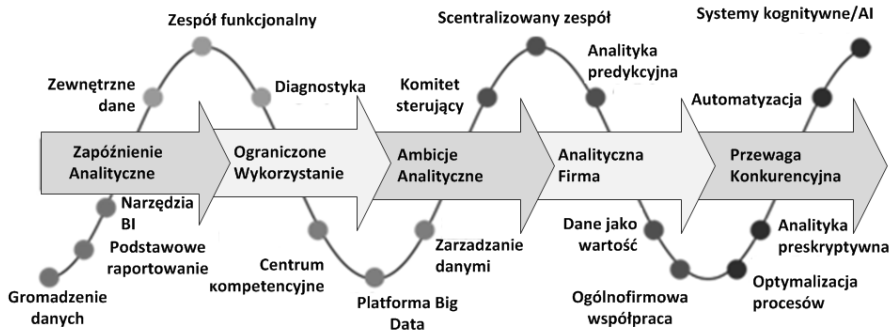 Zespół funkcjonalny
Scentralizowany zespół
Systemy kognitywne/AI
Zewnętrzne
dane
Diagnostyka
Komitet
sterujący
Analityka
predykcyjna
Automatyzacja
Zapóźnienie
Analityczne
Ograniczone
Wykorzystanie
Ambicje
Analityczne
Analityczna
Firma
Przewaga
Konkurencyjna
Narzędzia
BI
Podstawowe
raportowanie
Gromadzenie
danych
Centrum
kompetencyjne
Platforma Big
Data
Zarzadzanie
danymi
Dane jako
wartość
Ogólnofirmowa
współpraca
Analityka
preskryptywna
Optymalizacja
procesów